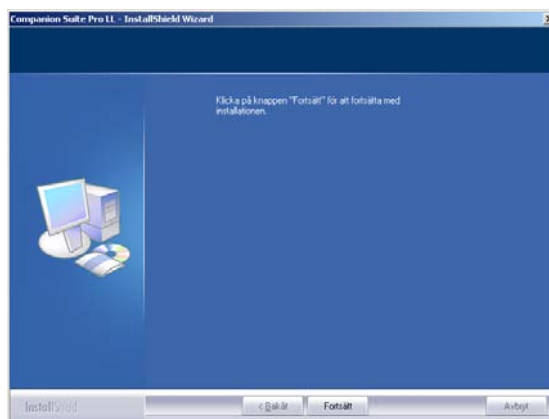 Companion Suite Pro LL - InstallShield Wizard
Klicka på knappen "Fortsätt" för att fortsätta med
installationen.
InstallShield
< Bakåt
Fortsätt
Avbryt